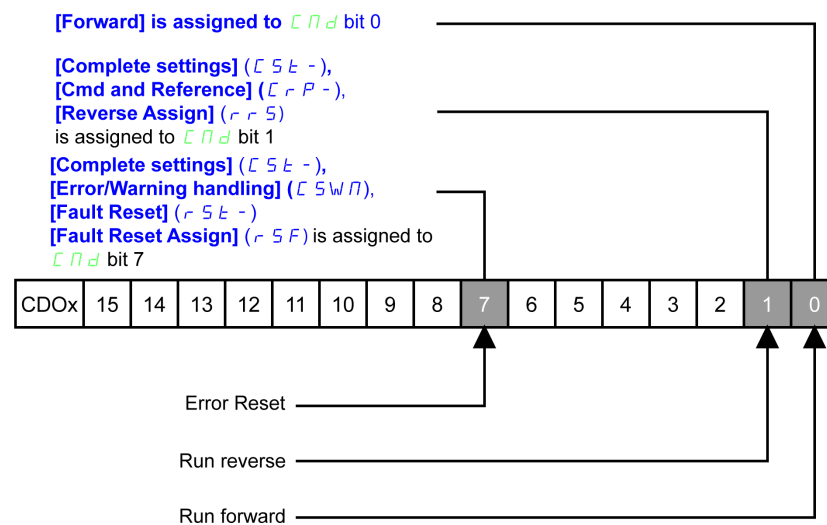 [Forward] is assigned to CMd bit 0
[Complete settings] (CSt-),
[Cmd and Reference] (CrP-),
[Reverse Assign] (rrS)
is assigned to CMd bit 1
[Complete settings] (CSt-),
[Error/Warning handling] (CSWM),
[Fault Reset] (rSt-)
[Fault Reset Assign] (rSF) is assigned to
CMd bit 7
CDOx 15 14 13 12 11 10 9 8 7 6 5 4 3 2 1 0
Error Reset
Run reverse
Run forward